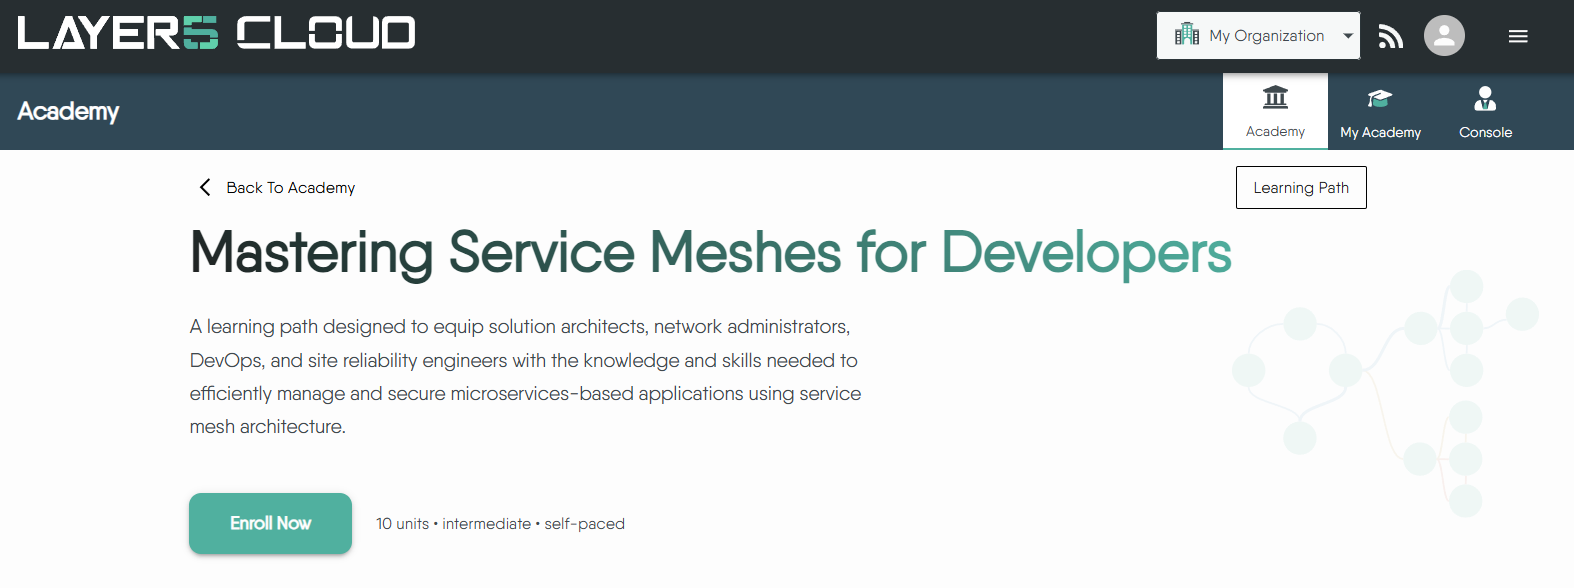 LAYER5 CLOUD
My Organization
Academy
Academy
My Academy
Console
Back To Academy
Learning Path
Mastering Service Meshes for Developers
A learning path designed to equip solution architects, network administrators,
DevOps, and site reliability engineers with the knowledge and skills needed to
efficiently manage and secure microservices-based applications using service
mesh architecture.
Enroll Now
10 units • intermediate • self-paced